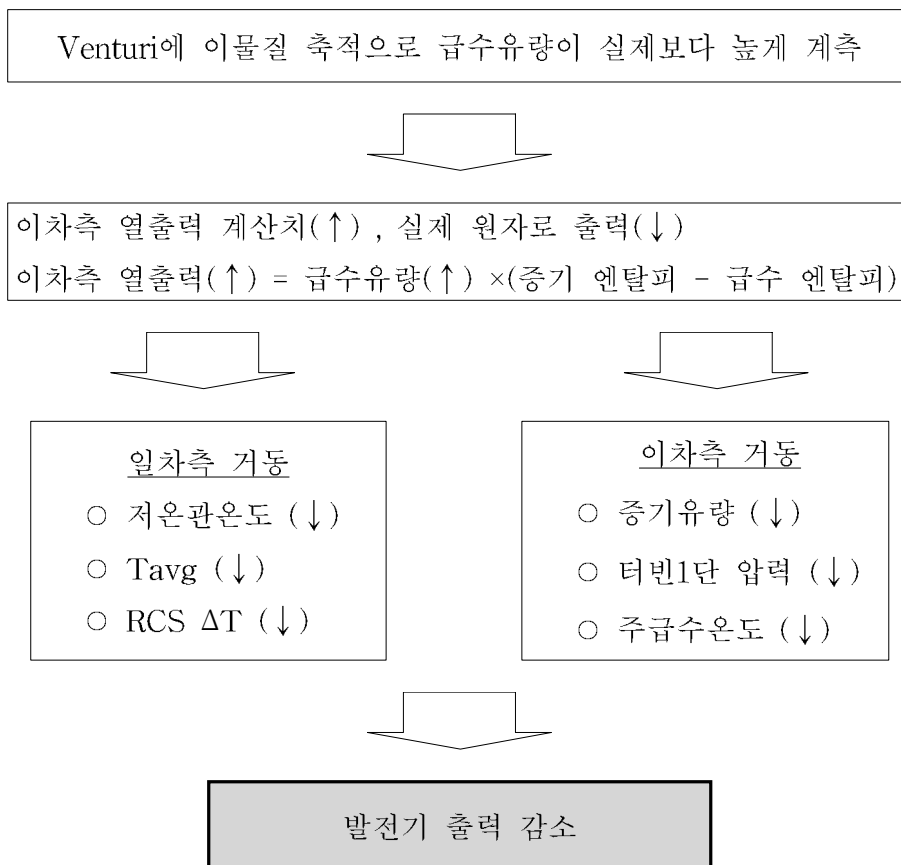 Venturi에 이물질 축적으로 급수유량이 실제보다 높게 계측
이차측 열출력 계산치(↑) , 실제 원자로 출력(↓)
이차측 열출력(↑) = 급수유량(↑) ×(증기 엔탈피 - 급수 엔탈피)
일차측 거동
○ 저온관온도 (↓)
○ Tavg (↓)
○ RCS ΔT (↓)
이차측 거동
○ 증기유량 (↓)
○ 터빈1단 압력 (↓)
○ 주급수온도 (↓)
발전기 출력 감소